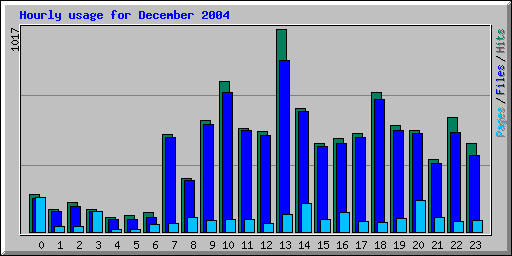 Hourly usage for December 2004
1017
Pages/Files/Hits
0 1 2 3 4 5 6 7 8 9 10 11 12 13 14 15 16 17 18 19 20 21 22 23